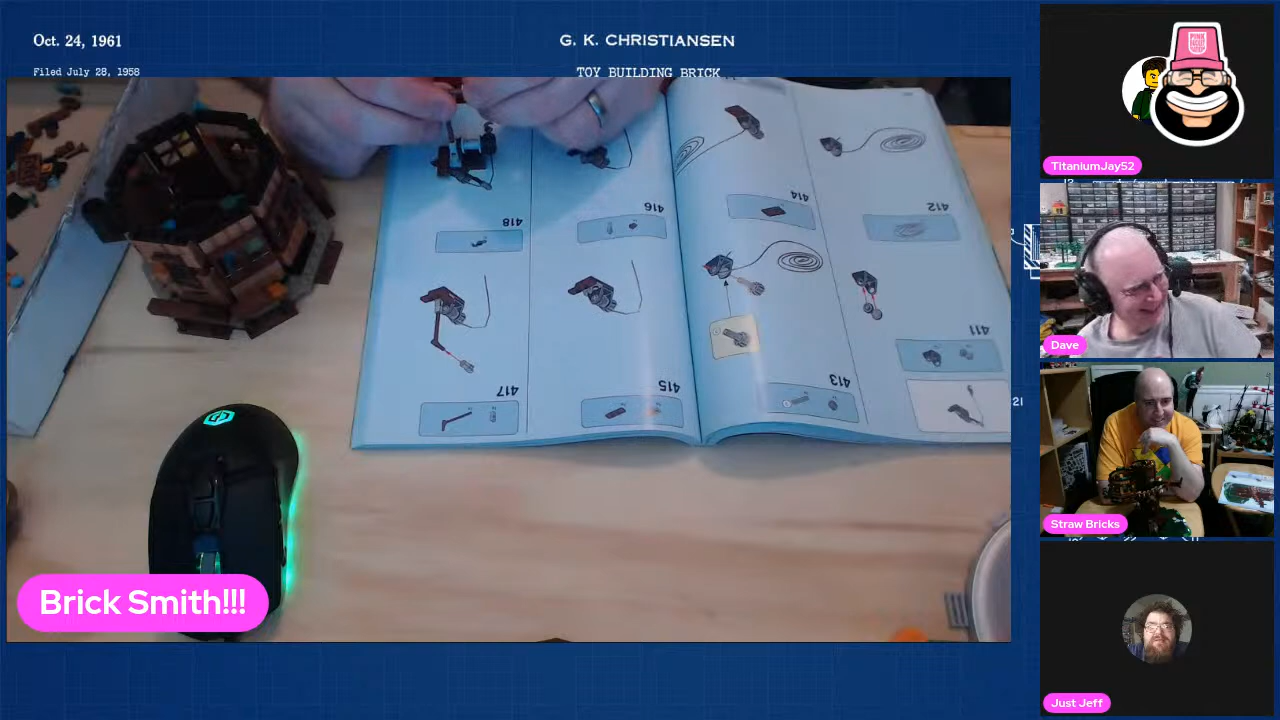 Oct. 24, 1961
G. K. CHRISTIANSEN
Filed July 28, 1958
TOY BUILDING BRICK
TitaniumJay52
418
416
414
412
417
415
413
411
Dave
21
Straw Bricks
Brick Smith!!!
Just Jeff